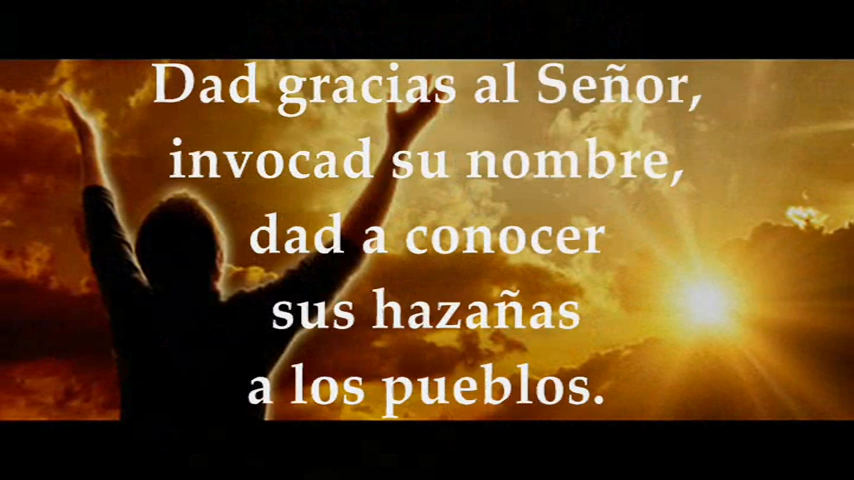 Dad gracias al Señor,
invocad su nombre,
dad a conocer
sus hazañas
a los pueblos.